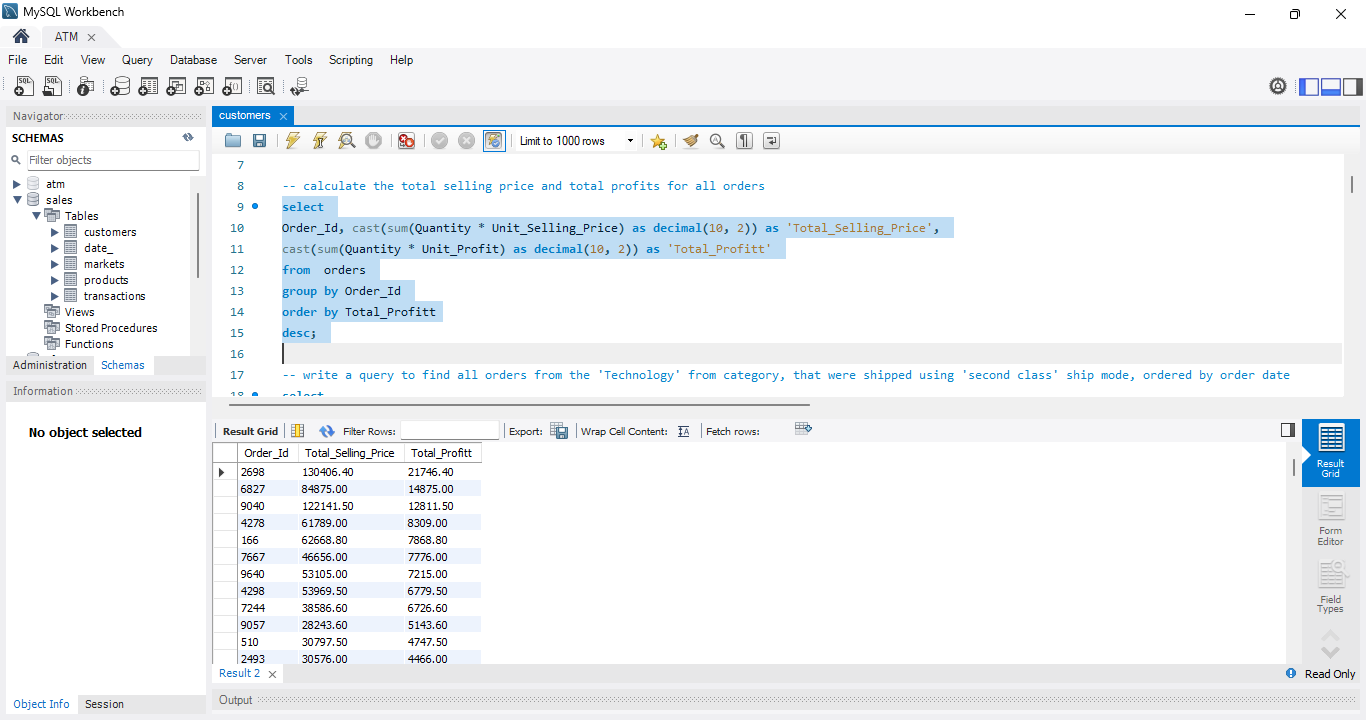 MySQL Workbench
ATM
File Edit View Query Database Server Tools Scripting Help
Navigator
SCHEMAS
Filter objects
atm
sales
Tables
customers
date_
markets
products
transactions
Views
Stored Procedures
Functions
Administration Schemas
Information
No object selected
Object Info Session
customers
Limit to 1000 rows
7
8 -- calculate the total selling price and total profits for all orders
9 select
10 Order_Id, cast(sum(Quantity * Unit_Selling_Price) as decimal(10, 2)) as 'Total_Selling_Price',
11 cast(sum(Quantity * Unit_Profit) as decimal(10, 2)) as 'Total_Profitt'
12 from orders
13 group by Order_Id
14 order by Total_Profitt
15 desc;
16
17 -- write a query to find all orders from the 'Technology' from category, that were shipped using 'second class' ship mode, ordered by order date
18 select
Result Grid Filter Rows: Export: Wrap Cell Content: Fetch rows:
Order_Id Total_Selling_Price Total_Profitt
2698 130406.40 21746.40
6827 84875.00 14875.00
9040 122141.50 12811.50
4278 61789.00 8309.00
166 62668.80 7868.80
7667 46656.00 7776.00
9640 53105.00 7215.00
4298 53969.50 6779.50
7244 38586.60 6726.60
9057 28243.60 5143.60
510 30797.50 4747.50
2493 30576.00 4466.00
Result
Grid
Form
Editor
Field
Types
Result 2
Read Only
Output